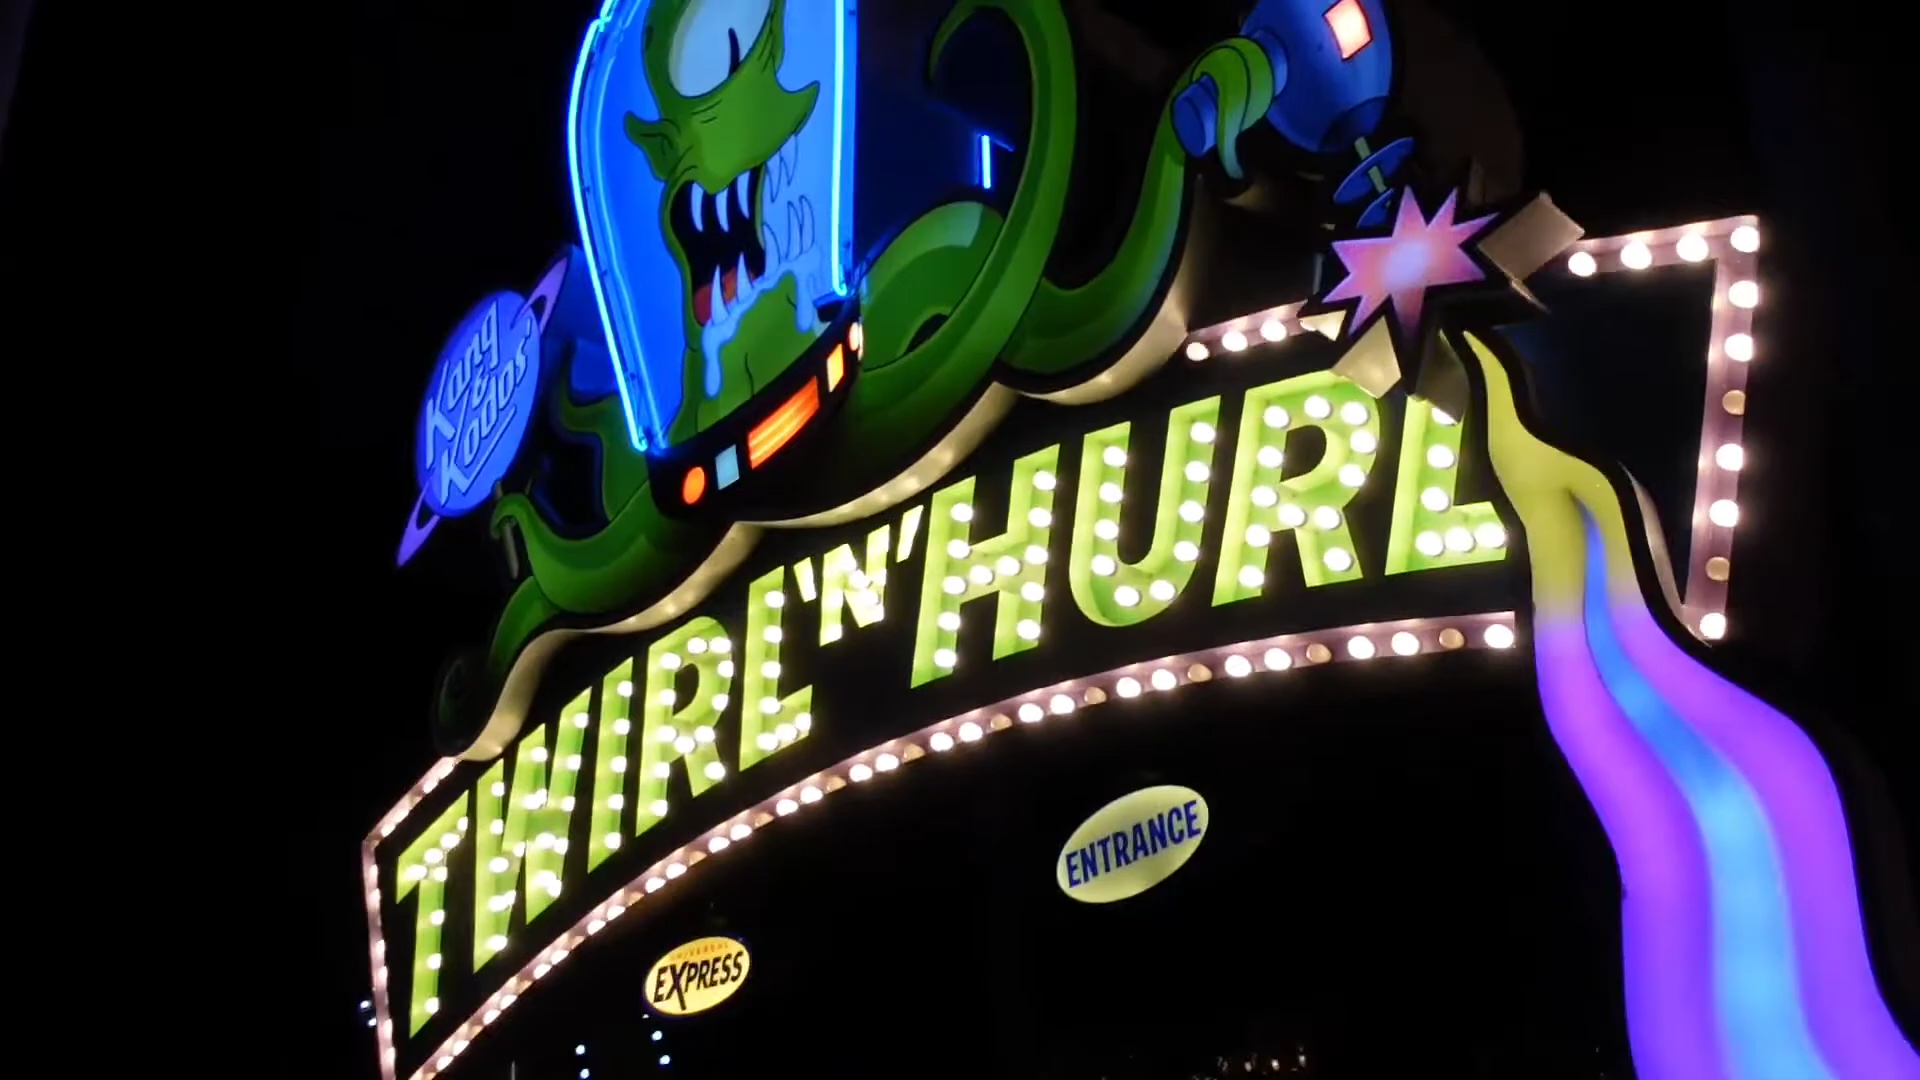 Kang
&
Kodos'
TWIRL 'N' HURL
ENTRANCE
UNIVERSAL
EXPRESS